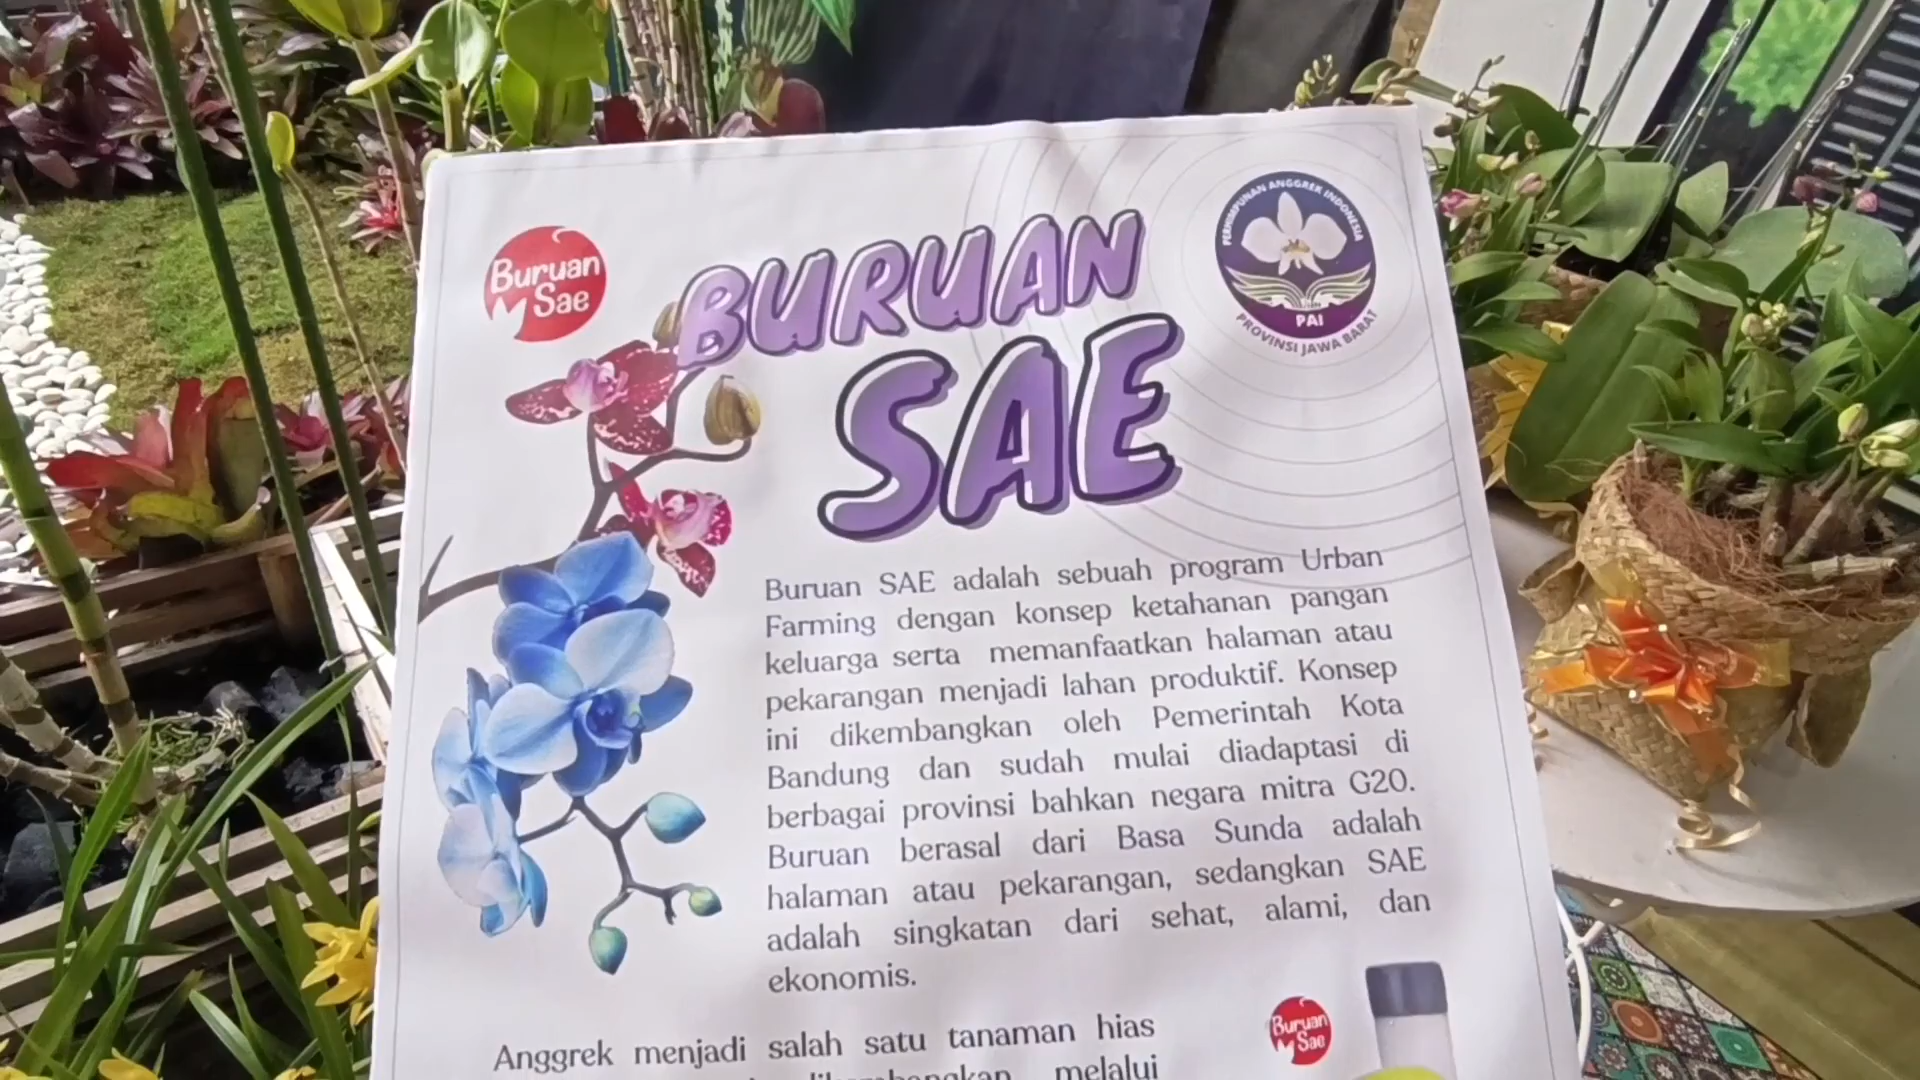 Buruan
Sae
BURUAN
SAE
PERHIMPUNAN ANGGREK INDONESIA
PAI
PROVINSI JAWA BARAT
Buruan SAE adalah sebuah program Urban
Farming dengan konsep ketahanan pangan
keluarga serta memanfaatkan halaman atau
pekarangan menjadi lahan produktif. Konsep
ini dikembangkan oleh Pemerintah Kota
Bandung dan sudah mulai diadaptasi di
berbagai provinsi bahkan negara mitra G20.
Buruan berasal dari Basa Sunda adalah
halaman atau pekarangan, sedangkan SAE
adalah singkatan dari sehat, alami, dan
ekonomis.
Anggrek menjadi salah satu tanaman hias
melalui
Buruan
Sae